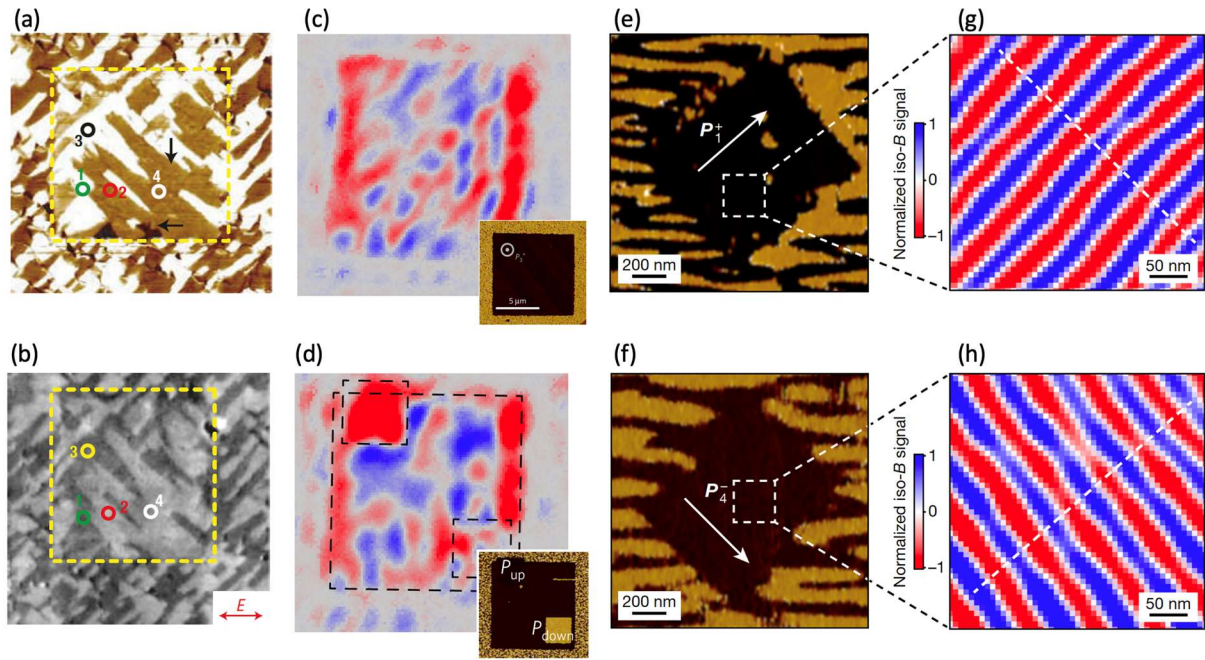 (a)
3
1
2
4
(c)
P3-
5 μm
(e)
P1+
200 nm
(g)
Normalized iso-B signal
1
0
-1
50 nm
(b)
3
1
2
4
E
(d)
Pup
Pdown
(f)
P4-
200 nm
(h)
Normalized iso-B signal
1
0
-1
50 nm